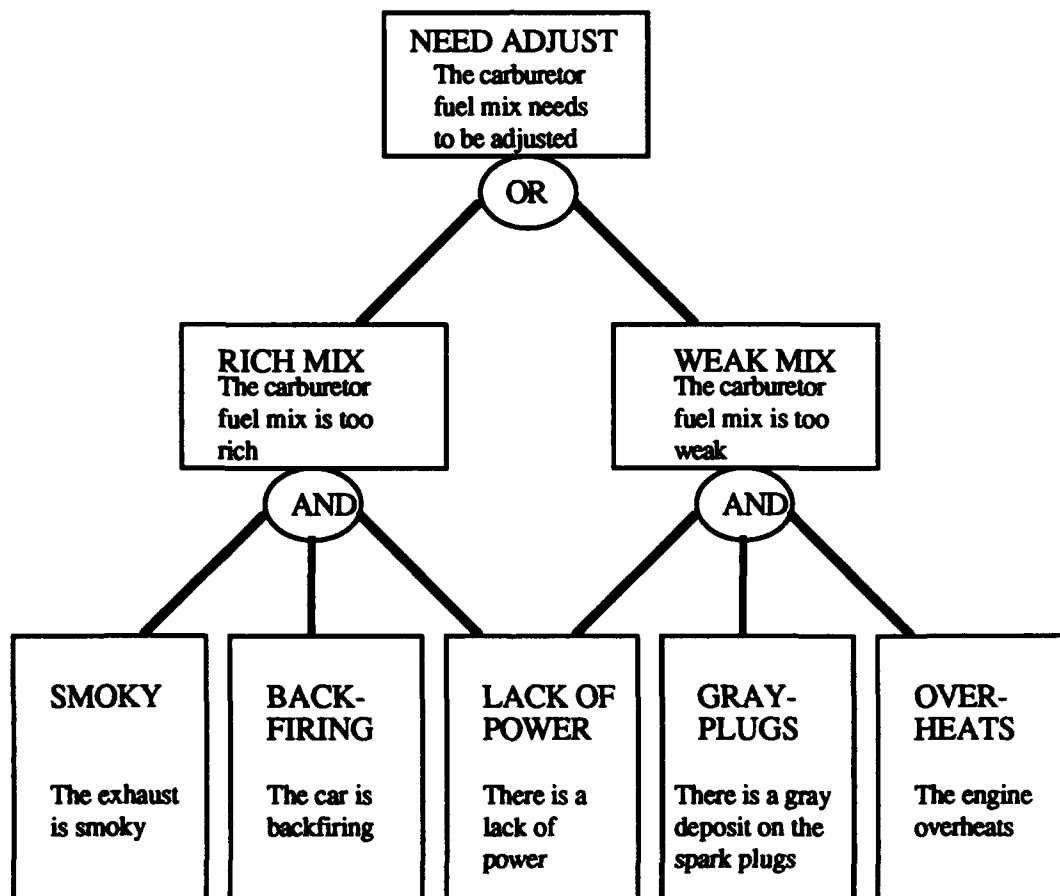 NEED ADJUST
The carburetor
fuel mix needs
to be adjusted
OR
RICH MIX
The carburetor
fuel mix is too
rich
WEAK MIX
The carburetor
fuel mix is too
weak
AND
AND
SMOKY
The exhaust
is smoky
BACK-
FIRING
The car is
backfiring
LACK OF
POWER
There is a
lack of
power
GRAY-
PLUGS
There is a gray
deposit on the
spark plugs
OVER-
HEATS
The engine
overheats